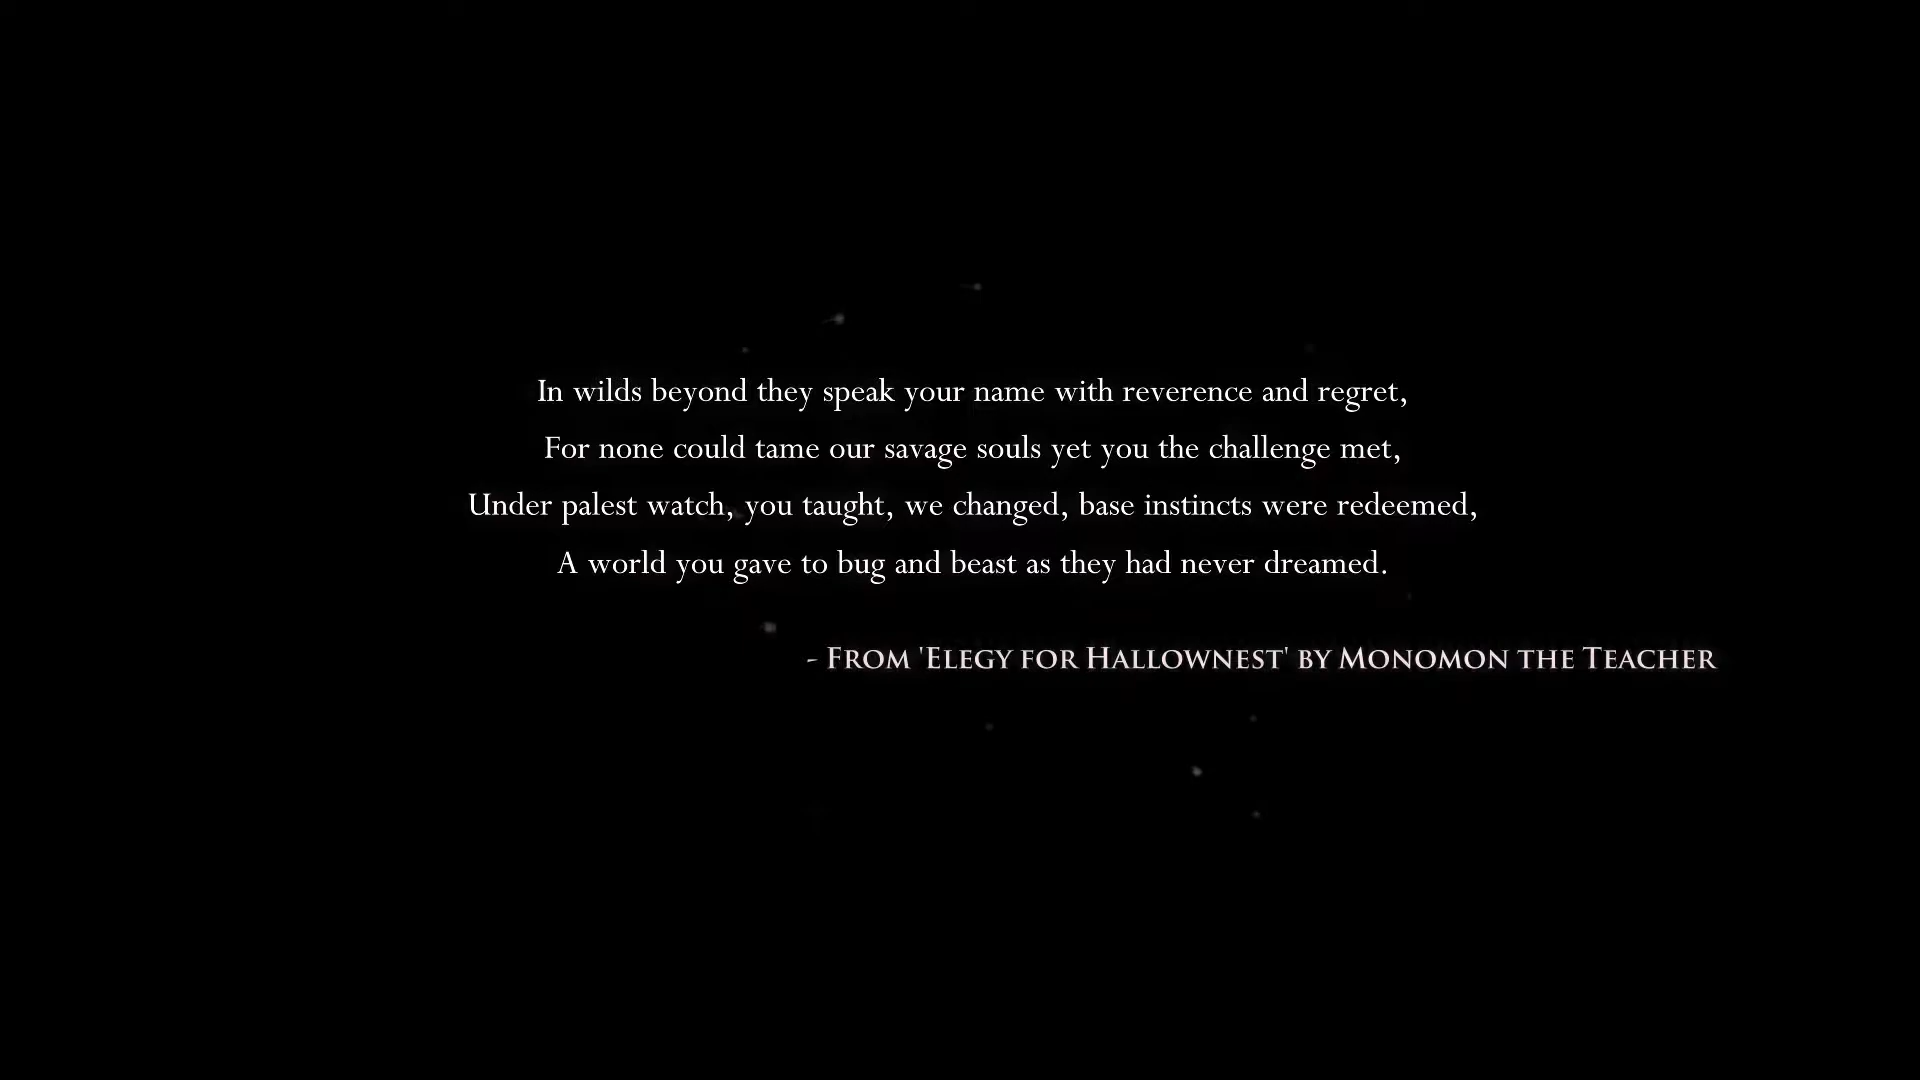 In wilds beyond they speak your name with reverence and regret,
For none could tame our savage souls yet you the challenge met,
Under palest watch, you taught, we changed, base instincts were redeemed,
A world you gave to bug and beast as they had never dreamed.
- From 'Elegy for Hallownest' by Monomon the Teacher